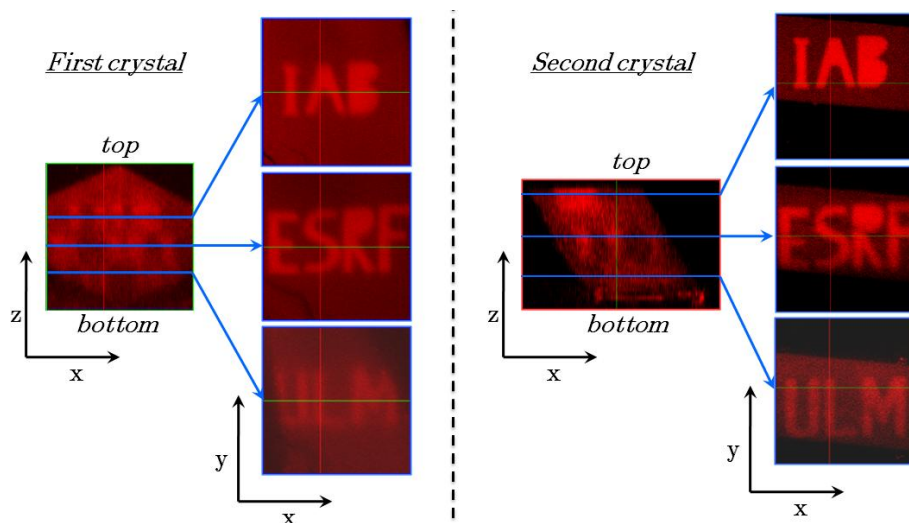 First crystal
IAB
top
ESRF
bottom
z
x
ULM
y
x
Second crystal
IAB
top
ESRF
bottom
z
x
ULM
y
x